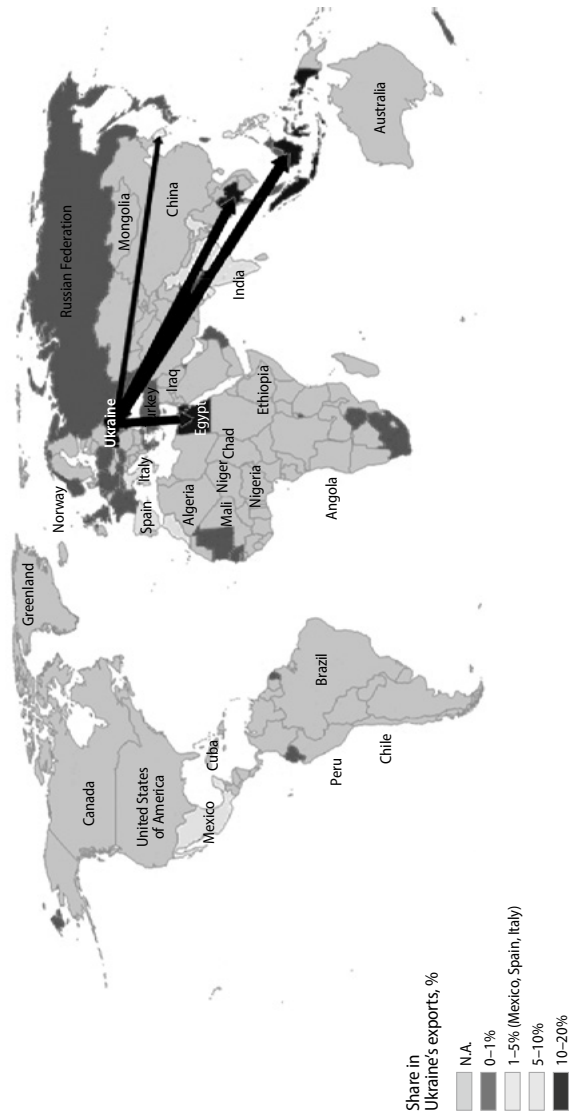 Greenland
Canada
United States
of America
Mexico
Cuba
Brazil
Peru
Chile
Norway
Russian Federation
Ukraine
Mongolia
China
Spain
Italy
urkey
Iraq
India
Algeria
Egypt
Mali
Niger
Chad
Nigeria
Ethiopia
Angola
Australia
Share in
Ukraine's exports, %
N.A.
0–1%
1–5% (Mexico, Spain, Italy)
5–10%
10–20%